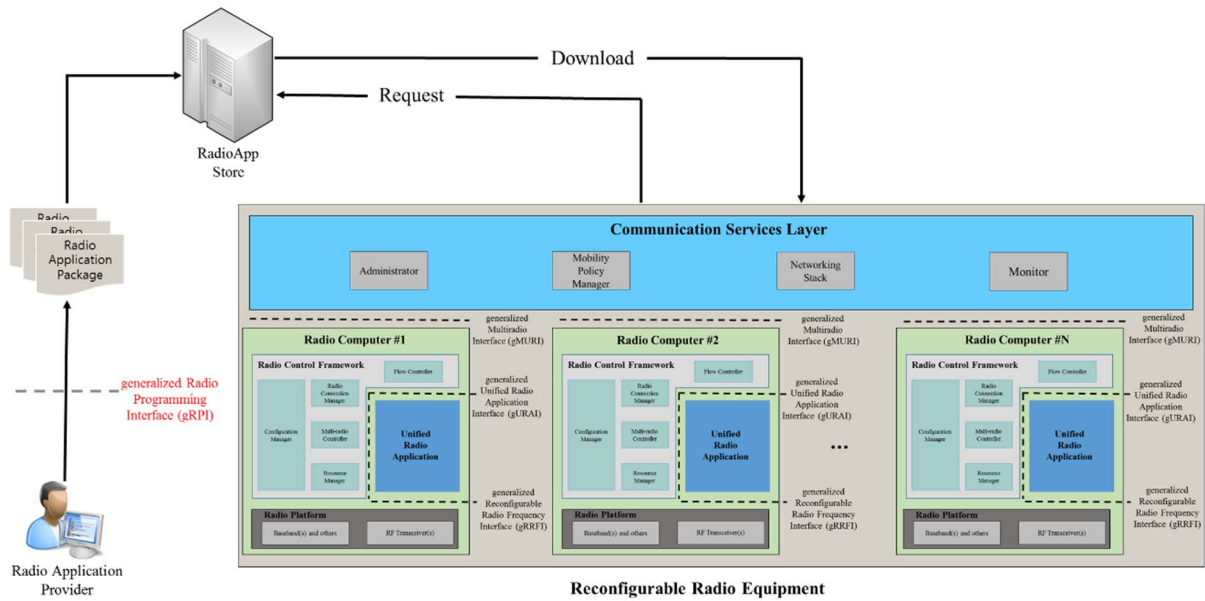 Download
Request
RadioApp
Store
Radio
Radio
Radio
Application
Package
generalized Radio
Programming
Interface (gRPI)
Radio Application
Provider
Communication Services Layer
Administrator
Mobility
Policy
Manager
Networking
Stack
Monitor
generalized
Multiradio
Interface (gMURI)
generalized
Multiradio
Interface (gMURI)
generalized
Multiradio
Interface (gMURI)
Radio Computer #1
Radio Control Framework
Flow Controller
Configuration
Manager
Radio
Connection
Manager
Multi-radio
Controller
Resource
Manager
Unified
Radio
Application
generalized
Unified Radio
Application
Interface (gURAI)
generalized
Reconfigurable
Radio Frequency
Interface (gRRFI)
Radio Platform
Baseband(s) and others
RF Transceiver(s)
Radio Computer #2
Radio Control Framework
Flow Controller
Configuration
Manager
Radio
Connection
Manager
Multi-radio
Controller
Resource
Manager
Unified
Radio
Application
generalized
Unified Radio
Application
Interface (gURAI)
generalized
Reconfigurable
Radio Frequency
Interface (gRRFI)
Radio Platform
Baseband(s) and others
RF Transceiver(s)
...
Radio Computer #N
Radio Control Framework
Flow Controller
Configuration
Manager
Radio
Connection
Manager
Multi-radio
Controller
Resource
Manager
Unified
Radio
Application
generalized
Unified Radio
Application
Interface (gURAI)
generalized
Reconfigurable
Radio Frequency
Interface (gRRFI)
Radio Platform
Baseband(s) and others
RF Transceiver(s)
Reconfigurable Radio Equipment